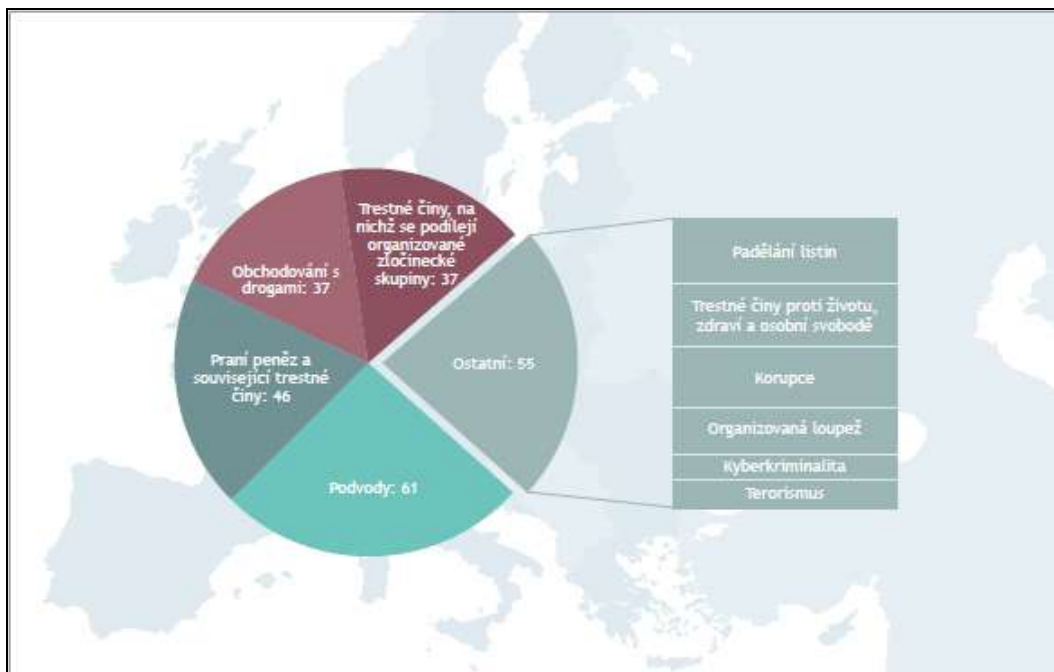 Trestné činy, na
nichž se podílejí
organizované
zločinecké
skupiny: 37
Obchodování s
drogami: 37
Praní peněz a
související trestné
činy: 46
Podvody: 61
Ostatní: 55
Padělání listin
Trestné činy proti životu,
zdraví a osobní svobodě
Korupce
Organizovaná loupež
Kyberkriminalita
Terorismus